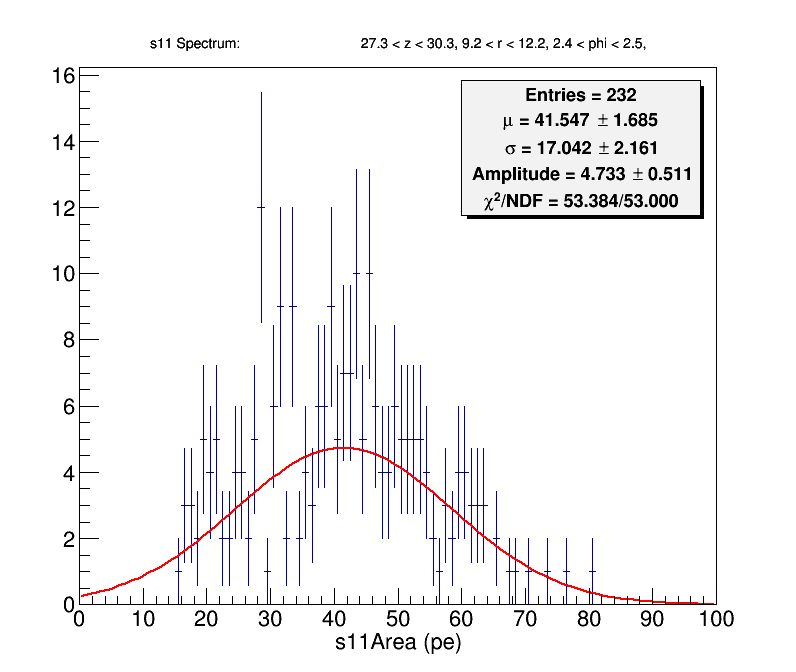 s11 Spectrum: 27.3 < z < 30.3, 9.2 < r < 12.2, 2.4 < phi < 2.5,
Entries = 232
μ = 41.547 ± 1.685
σ = 17.042 ± 2.161
Amplitude = 4.733 ± 0.511
χ²/NDF = 53.384/53.000
16
14
12
10
8
6
4
2
0
0 10 20 30 40 50 60 70 80 90 100
s11Area (pe)